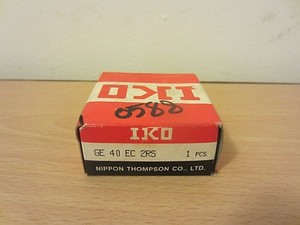 IKO
0588
IKO
GE 40 EC 2RS 1 PCS.
NIPPON THOMPSON CO., LTD.